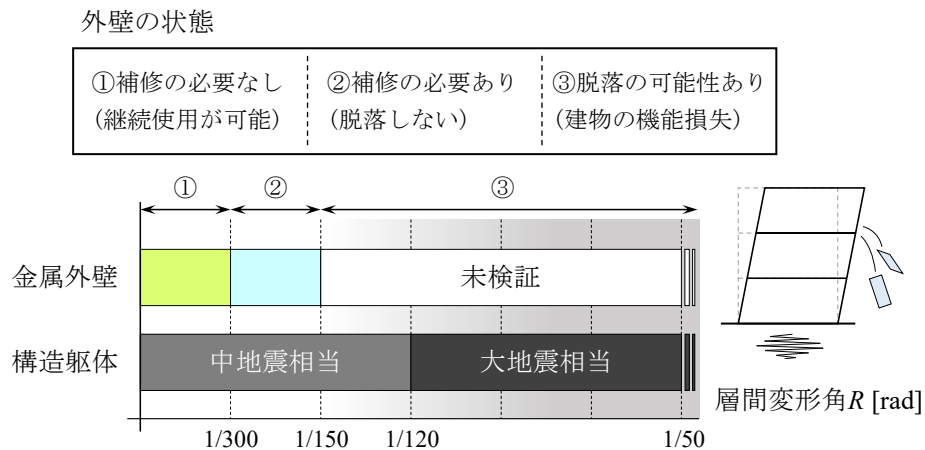 外壁の状態
①補修の必要なし
(継続使用が可能)
②補修の必要あり
(脱落しない)
③脱落の可能性あり
(建物の機能損失)
① ② ③
金属外壁 未検証
構造躯体 中地震相当 大地震相当
層間変形角R [rad]
1/300 1/150 1/120 1/50